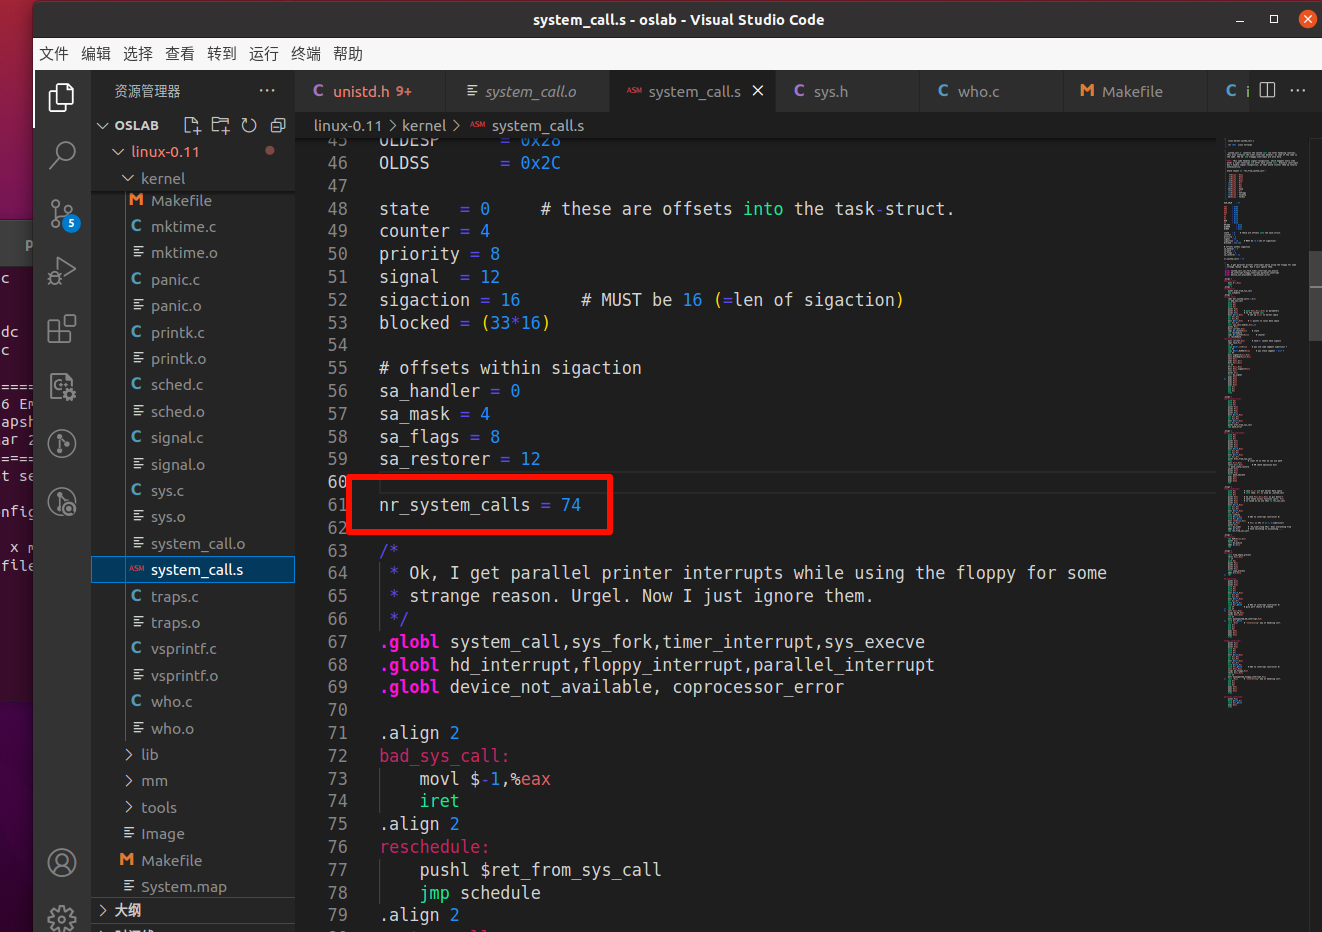 system_call.s - oslab - Visual Studio Code
文件 编辑 选择 查看 转到 运行 终端 帮助
资源管理器
OSLAB
linux-0.11
kernel
Makefile
mktime.c
mktime.o
panic.c
panic.o
printk.c
printk.o
sched.c
sched.o
signal.c
signal.o
sys.c
sys.o
system_call.o
ASM system_call.s
traps.c
traps.o
vsprintf.c
vsprintf.o
who.c
who.o
lib
mm
tools
Image
Makefile
System.map
大纲
5
unistd.h 9+ system_call.o ASM system_call.s sys.h who.c Makefile
linux-0.11 > kernel > ASM system_call.s
45 OLDESP = 0x28
46 OLDSS = 0x2C
47
48 state = 0 # these are offsets into the task-struct.
49 counter = 4
50 priority = 8
51 signal = 12
52 sigaction = 16 # MUST be 16 (=len of sigaction)
53 blocked = (33*16)
54
55 # offsets within sigaction
56 sa_handler = 0
57 sa_mask = 4
58 sa_flags = 8
59 sa_restorer = 12
60
61 nr_system_calls = 74
62
63 /*
64 * Ok, I get parallel printer interrupts while using the floppy for some
65 * strange reason. Urgel. Now I just ignore them.
66 */
67 .globl system_call,sys_fork,timer_interrupt,sys_execve
68 .globl hd_interrupt,floppy_interrupt,parallel_interrupt
69 .globl device_not_available, coprocessor_error
70
71 .align 2
72 bad_sys_call:
73 movl $-1,%eax
74 iret
75 .align 2
76 reschedule:
77 pushl $ret_from_sys_call
78 jmp schedule
79 .align 2